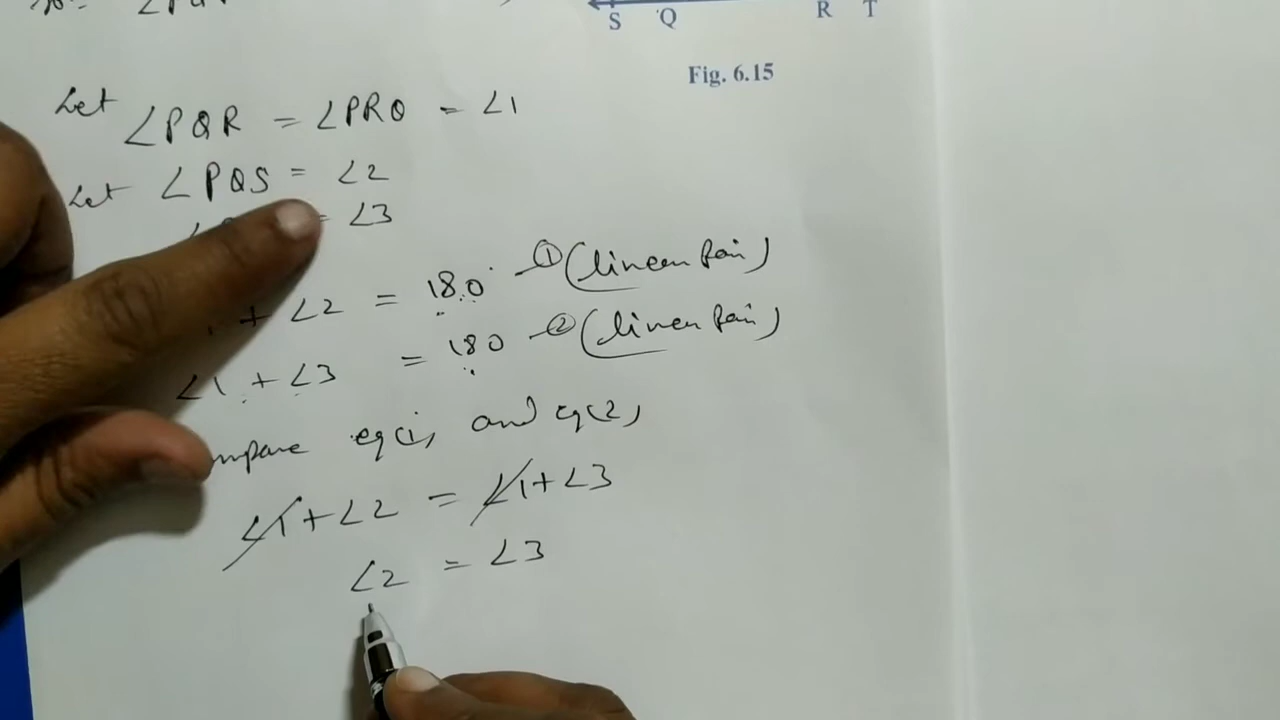 S Q R T
Fig. 6.15
Let ∠PQR = ∠PRQ = ∠1
Let ∠PQS = ∠2
= ∠3
+ ∠2 = 180° - ① (linear pair)
∠1 + ∠3 = 180 - ② (linear pair)
mpare eq(1) and eq(2)
∠1 + ∠2 = ∠1 + ∠3
∠2 = ∠3